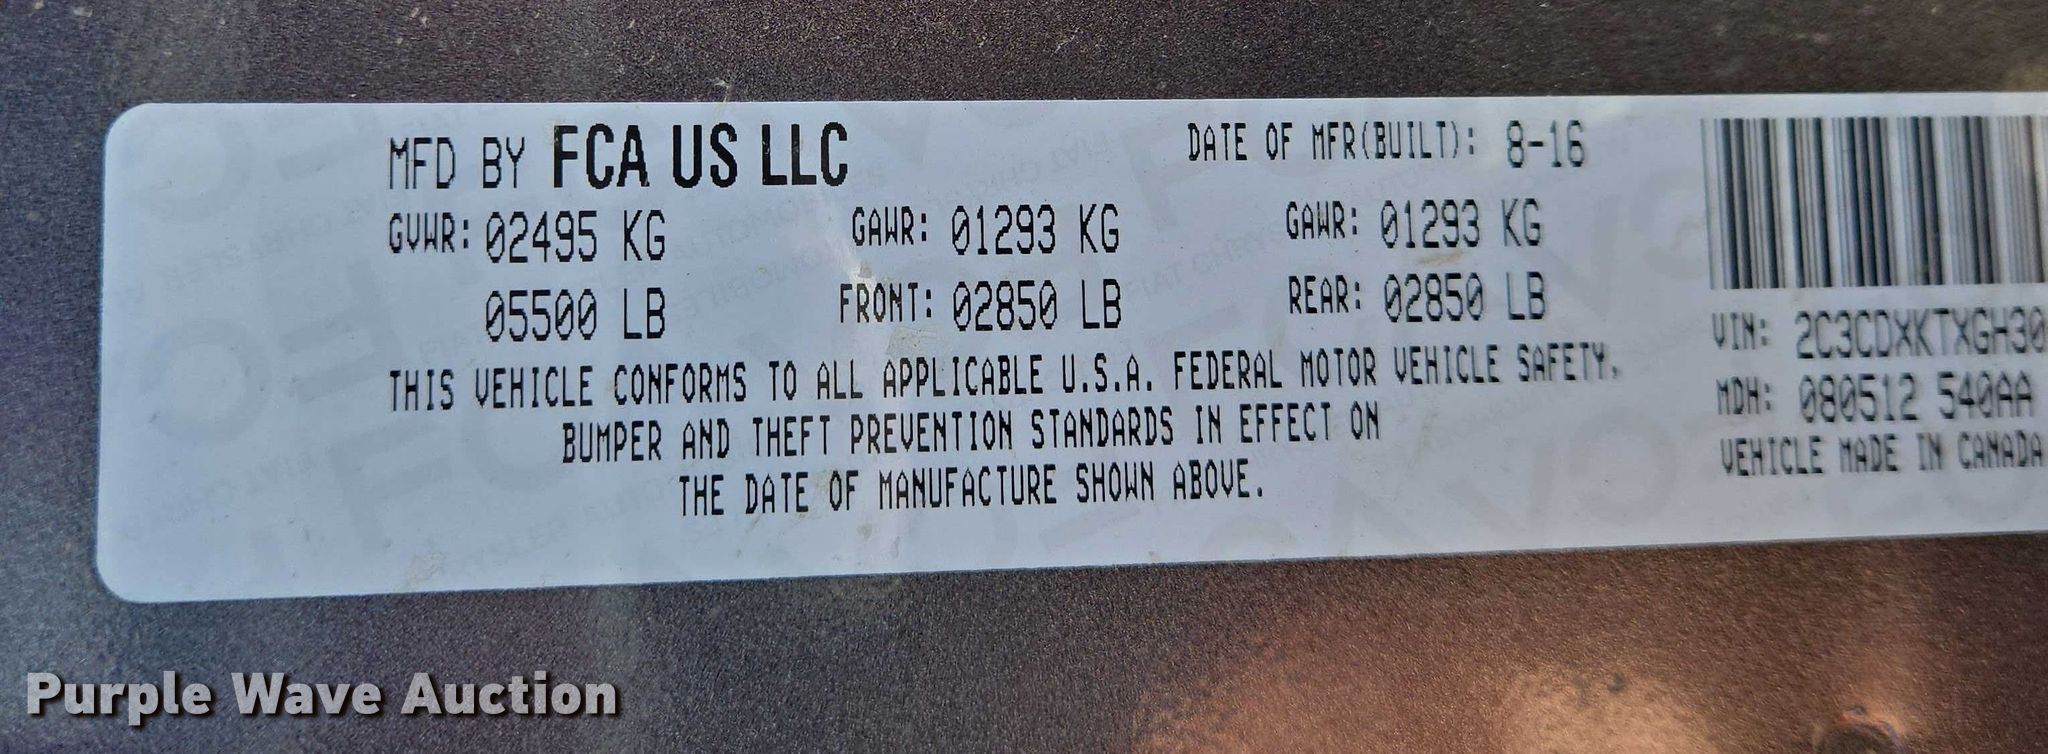 MFD BY FCA US LLC DATE OF MFR(BUILT): 8-16
GVWR: 02495 KG GAWR: 01293 KG GAWR: 01293 KG
05500 LB FRONT: 02850 LB REAR: 02850 LB
THIS VEHICLE CONFORMS TO ALL APPLICABLE U.S.A. FEDERAL MOTOR VEHICLE SAFETY,
BUMPER AND THEFT PREVENTION STANDARDS IN EFFECT ON
THE DATE OF MANUFACTURE SHOWN ABOVE.
VIN: 2C3CDXKTXGH30
MDH: 080512 540AA
VEHICLE MADE IN CANADA
Purple Wave Auction